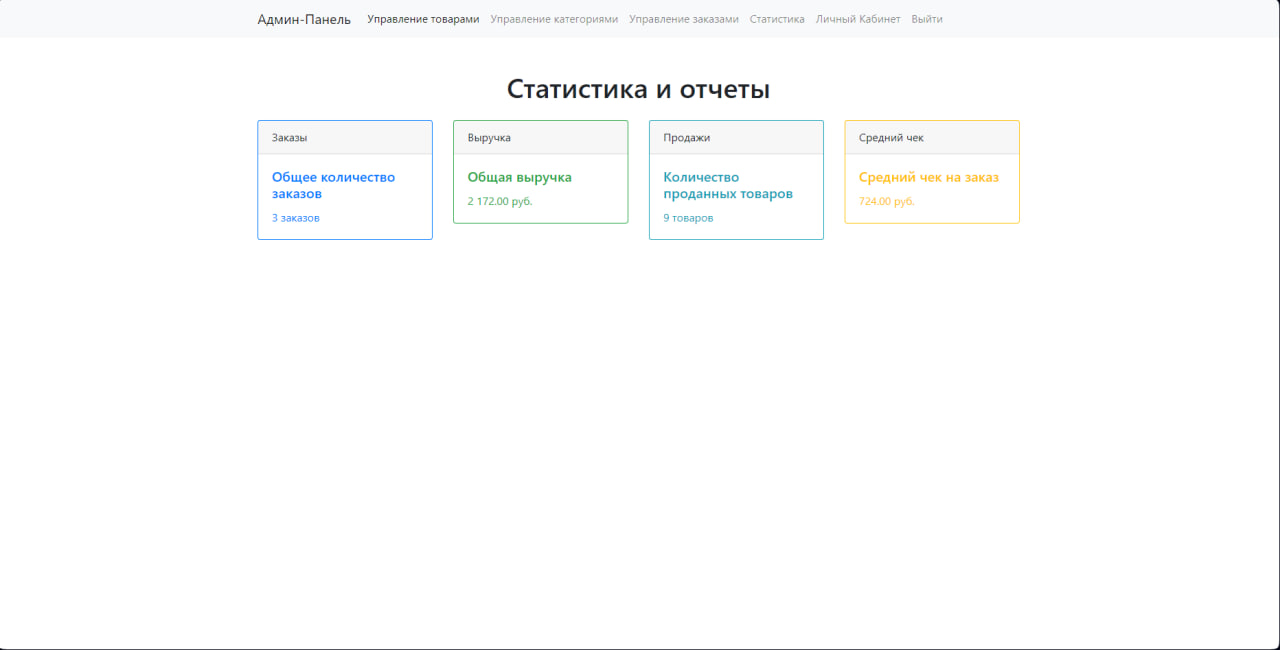 Админ-Панель Управление товарами Управление категориями Управление заказами Статистика Личный Кабинет Выйти
Статистика и отчеты
Заказы
Общее количество
заказов
3 заказов
Выручка
Общая выручка
2 172.00 руб.
Продажи
Количество
проданных товаров
9 товаров
Средний чек
Средний чек на заказ
724.00 руб.